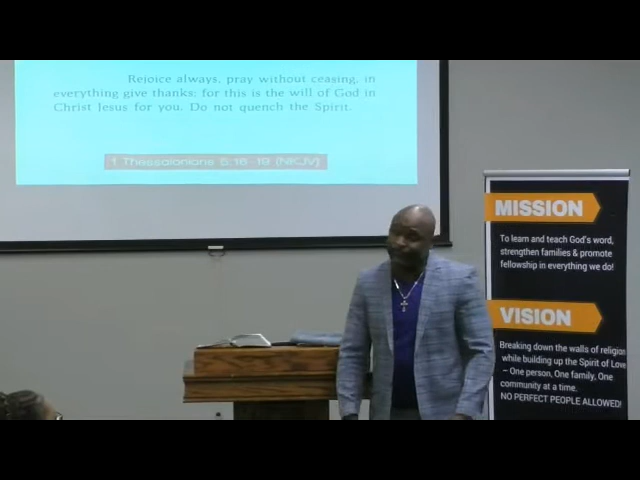 Rejoice always, pray without ceasing, in
everything give thanks; for this is the will of God in
Christ Jesus for you. Do not quench the Spirit.
1 Thessalonians 5:16-19 (NKJV)
MISSION
To learn and teach God's word,
strengthen families & promote
fellowship in everything we do!
VISION
Breaking down the walls of religion
while building up the Spirit of Love
– One person, One family, One
community at a time.
NO PERFECT PEOPLE ALLOWED!